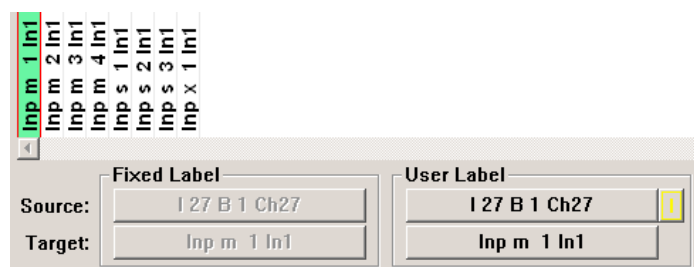 Inp m 1 In1
Inp m 2 In1
Inp m 3 In1
Inp m 4 In1
Inp s 1 In1
Inp s 2 In1
Inp s 3 In1
Inp x 1 In1
Fixed Label User Label
Source: I 27 B 1 Ch27 I 27 B 1 Ch27 I
Target: Inp m 1 In1 Inp m 1 In1